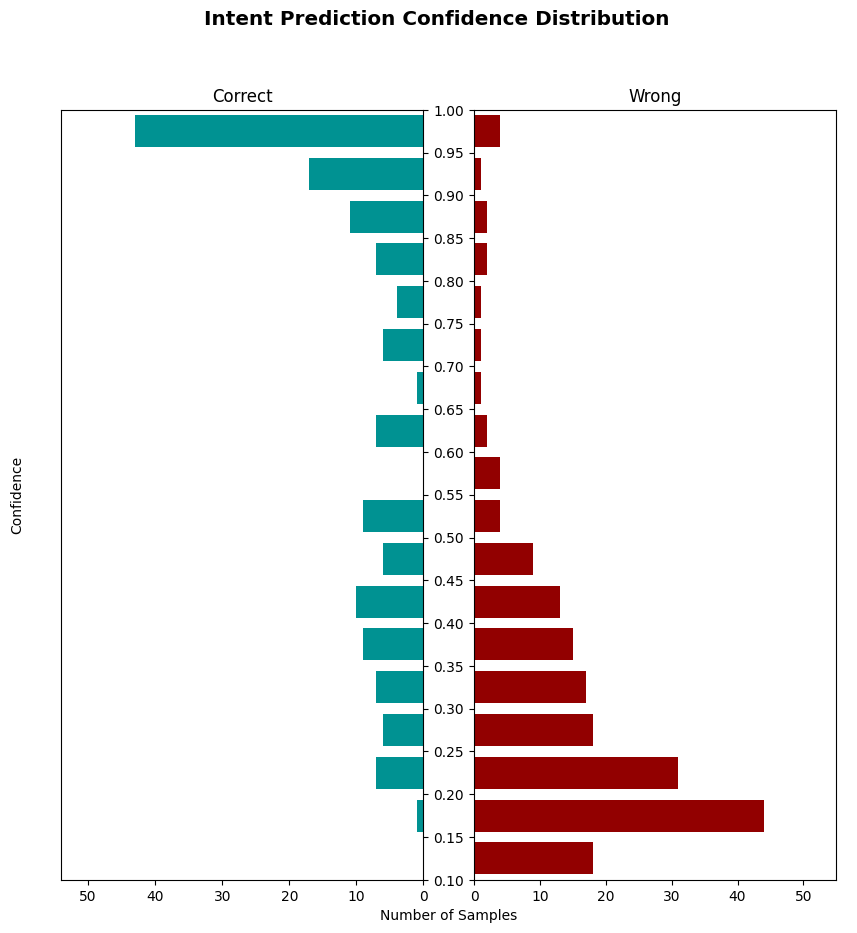 Intent Prediction Confidence Distribution
Correct
Wrong
1.00
0.95
0.90
0.85
0.80
0.75
0.70
0.65
0.60
0.55
0.50
0.45
0.40
0.35
0.30
0.25
0.20
0.15
0.10
Confidence
50 40 30 20 10 0
0 10 20 30 40 50
Number of Samples